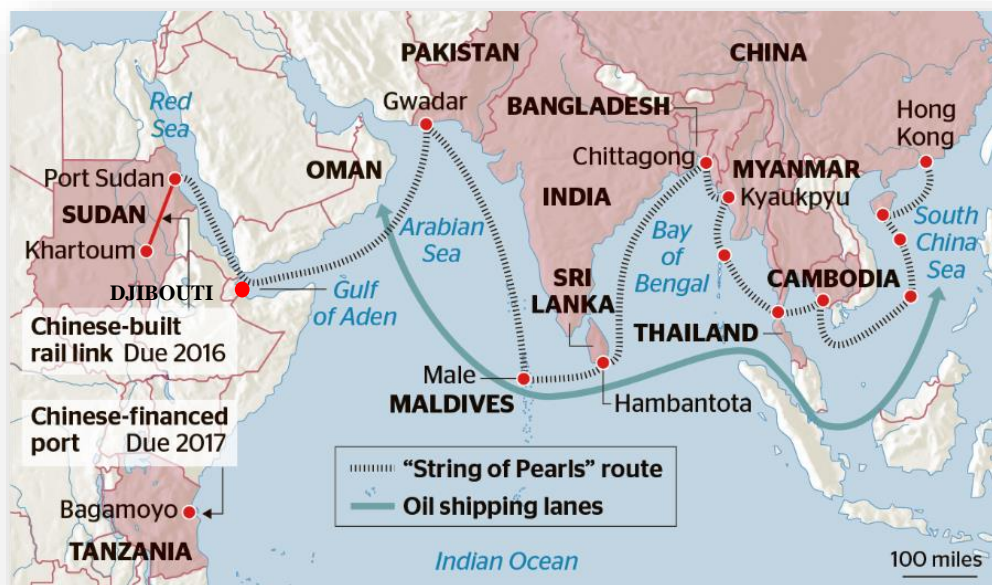 PAKISTAN
CHINA
Gwadar
BANGLADESH
Hong
Kong
Red
Sea
OMAN
Chittagong
MYANMAR
Port Sudan
INDIA
Kyaukpyu
SUDAN
Arabian
Sea
Bay
of
Bengal
South
China
Sea
Khartoum
SRI
LANKA
CAMBODIA
DJIBOUTI
Gulf
of Aden
THAILAND
Chinese-built
rail link Due 2016
Male
MALDIVES
Hambantota
Chinese-financed
port Due 2017
"String of Pearls" route
Oil shipping lanes
Bagamoyo
TANZANIA
Indian Ocean
100 miles